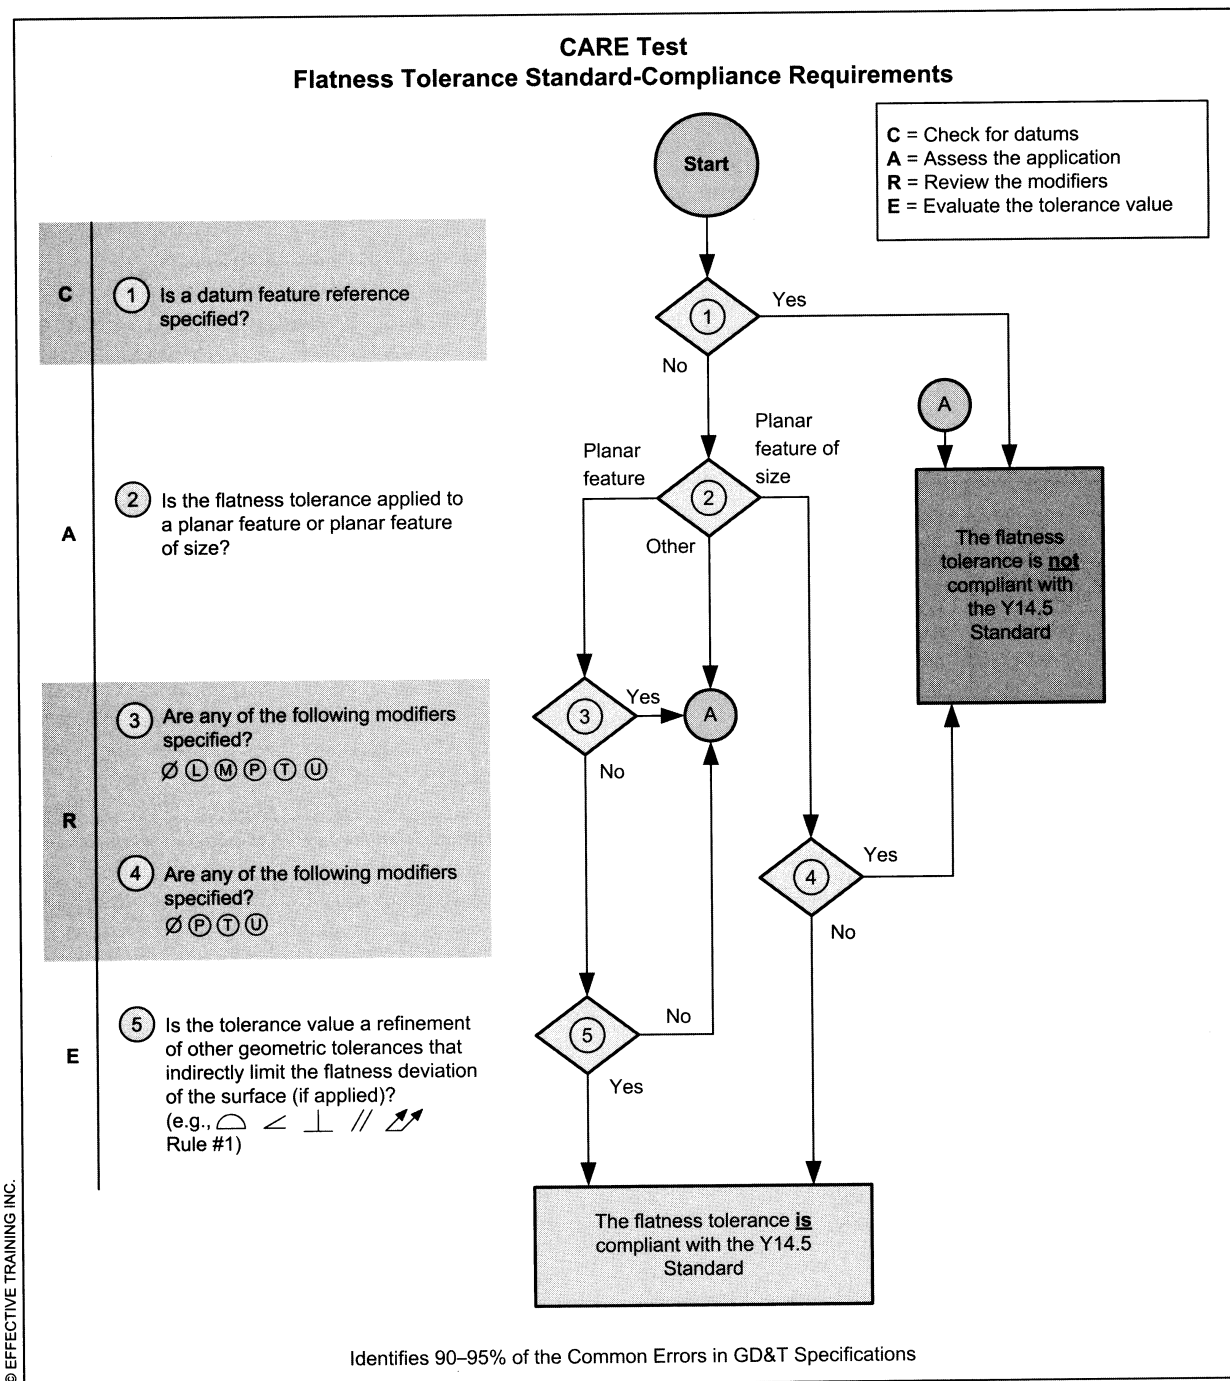 CARE Test
Flatness Tolerance Standard-Compliance Requirements
Start
C = Check for datums
A = Assess the application
R = Review the modifiers
E = Evaluate the tolerance value
C
1
Is a datum feature reference
specified?
1
Yes
No
A
A
2
Is the flatness tolerance applied to
a planar feature or planar feature
of size?
Planar
feature
Planar
feature of
size
2
Other
The flatness
tolerance is not
compliant with
the Y14.5
Standard
R
3
Are any of the following modifiers
specified?
Ø Ⓛ Ⓜ Ⓟ Ⓣ Ⓤ
3
Yes
A
No
4
Are any of the following modifiers
specified?
Ø Ⓟ Ⓣ Ⓤ
4
Yes
No
E
5
Is the tolerance value a refinement
of other geometric tolerances that
indirectly limit the flatness deviation
of the surface (if applied)?
(e.g., ⌓ ∠ ⊥ // ⌰
Rule #1)
5
No
Yes
The flatness tolerance is
compliant with the Y14.5
Standard
Identifies 90–95% of the Common Errors in GD&T Specifications
© EFFECTIVE TRAINING INC.